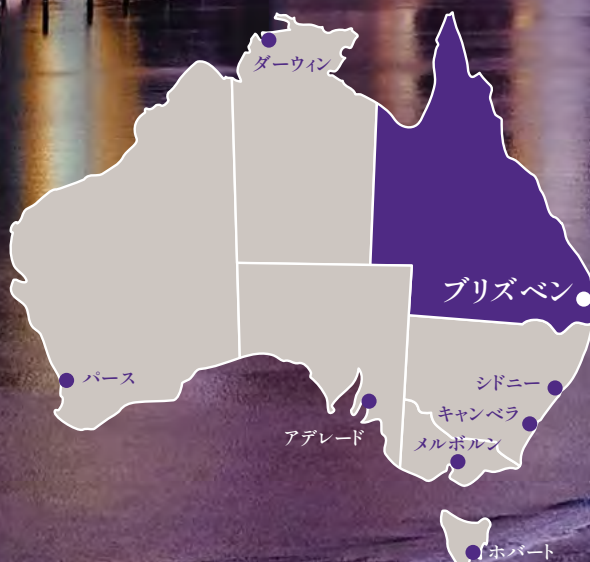 ダーウィン
ブリズベン
パース
シドニー
キャンベラ
アデレード
メルボルン
ホバート